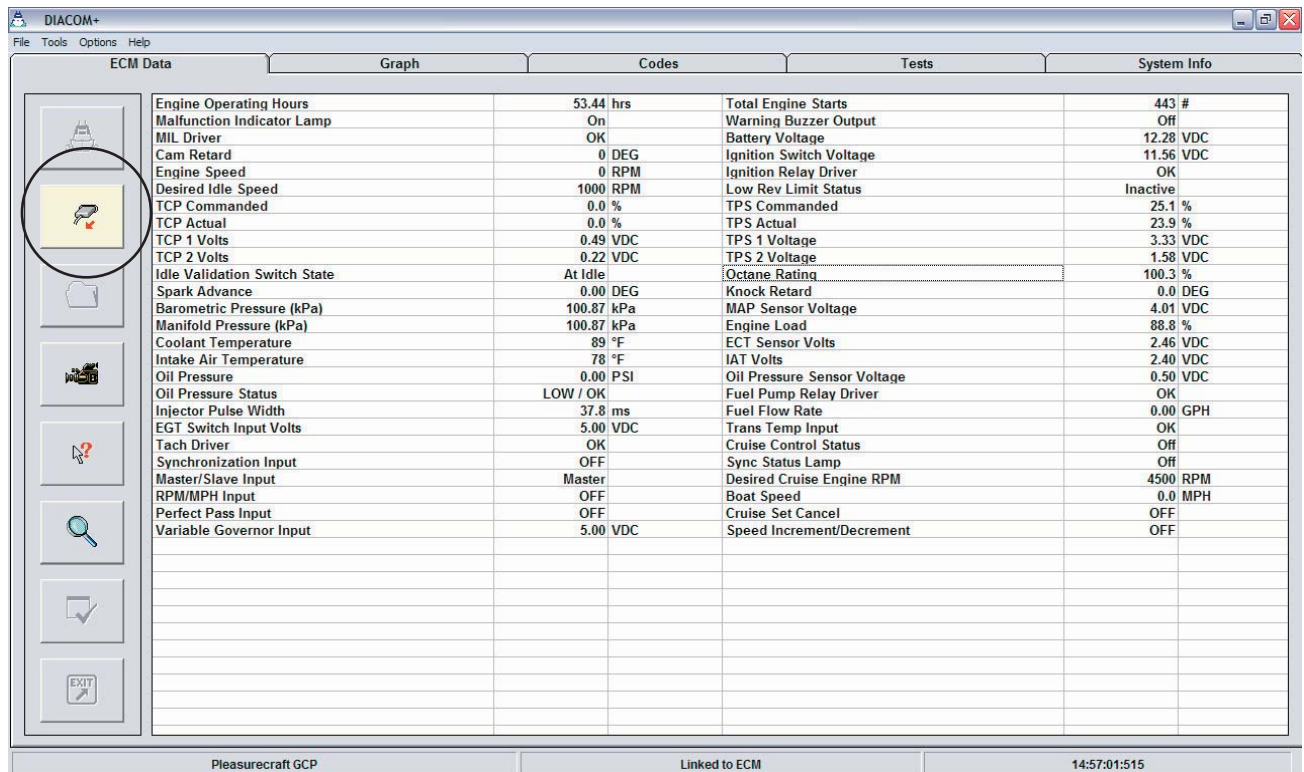 DIACOM+
File Tools Options Help
ECM Data Graph Codes Tests System Info
Engine Operating Hours 53.44 hrs Total Engine Starts 443 #
Malfunction Indicator Lamp On Warning Buzzer Output Off
MIL Driver OK Battery Voltage 12.28 VDC
Cam Retard 0 DEG Ignition Switch Voltage 11.56 VDC
Engine Speed 0 RPM Ignition Relay Driver OK
Desired Idle Speed 1000 RPM Low Rev Limit Status Inactive
TCP Commanded 0.0 % TPS Commanded 25.1 %
TCP Actual 0.0 % TPS Actual 23.9 %
TCP 1 Volts 0.49 VDC TPS 1 Voltage 3.33 VDC
TCP 2 Volts 0.22 VDC TPS 2 Voltage 1.58 VDC
Idle Validation Switch State At Idle Octane Rating 100.3 %
Spark Advance 0.00 DEG Knock Retard 0.0 DEG
Barometric Pressure (kPa) 100.87 kPa MAP Sensor Voltage 4.01 VDC
Manifold Pressure (kPa) 100.87 kPa Engine Load 88.8 %
Coolant Temperature 89 °F ECT Sensor Volts 2.46 VDC
Intake Air Temperature 78 °F IAT Volts 2.40 VDC
Oil Pressure 0.00 PSI Oil Pressure Sensor Voltage 0.50 VDC
Oil Pressure Status LOW / OK Fuel Pump Relay Driver OK
Injector Pulse Width 37.8 ms Fuel Flow Rate 0.00 GPH
EGT Switch Input Volts 5.00 VDC Trans Temp Input OK
Tach Driver OK Cruise Control Status Off
Synchronization Input OFF Sync Status Lamp Off
Master/Slave Input Master Desired Cruise Engine RPM 4500 RPM
RPM/MPH Input OFF Boat Speed 0.0 MPH
Perfect Pass Input OFF Cruise Set Cancel OFF
Variable Governor Input 5.00 VDC Speed Increment/Decrement OFF
?
EXIT
Pleasurecraft GCP Linked to ECM 14:57:01:515